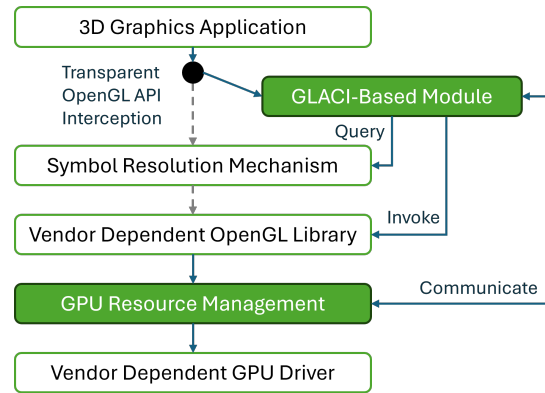 3D Graphics Application
Transparent
OpenGL API
Interception
GLACI-Based Module
Query
Symbol Resolution Mechanism
Invoke
Vendor Dependent OpenGL Library
Communicate
GPU Resource Management
Vendor Dependent GPU Driver